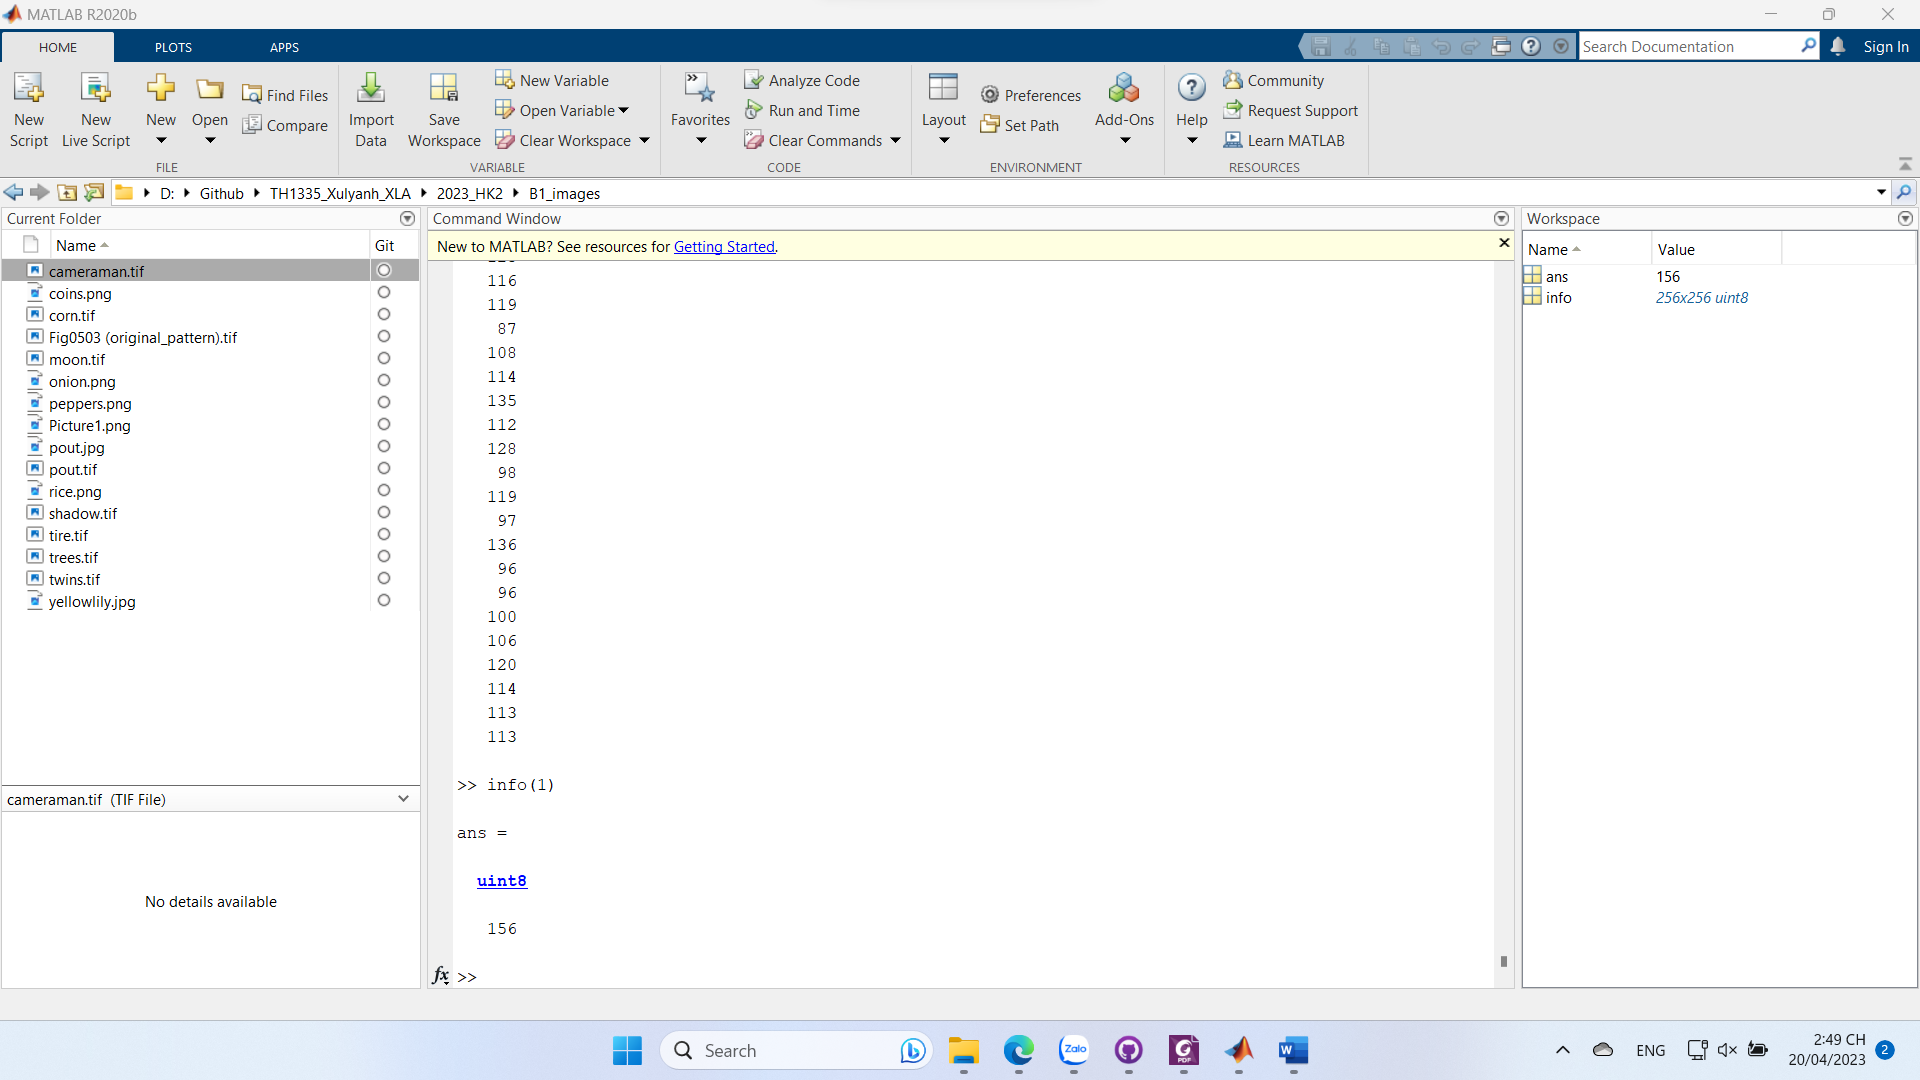 MATLAB R2020b
HOME PLOTS APPS
Search Documentation
Sign In
New Script
New Live Script
New
Open
Find Files
Compare
FILE
Import Data
Save Workspace
New Variable
Open Variable
Clear Workspace
VARIABLE
Favorites
Analyze Code
Run and Time
Clear Commands
CODE
Layout
Preferences
Set Path
Add-Ons
ENVIRONMENT
Help
Community
Request Support
Learn MATLAB
RESOURCES
D: Github TH1335_Xulyanh_XLA 2023_HK2 B1_images
Current Folder
Name Git
cameraman.tif
coins.png
corn.tif
Fig0503 (original_pattern).tif
moon.tif
onion.png
peppers.png
Picture1.png
pout.jpg
pout.tif
rice.png
shadow.tif
tire.tif
trees.tif
twins.tif
yellowlily.jpg
cameraman.tif (TIF File)
No details available
Command Window
New to MATLAB? See resources for Getting Started.
116
119
87
108
114
135
112
128
98
119
97
136
96
96
100
106
120
114
113
113
>> info(1)
ans =
uint8
156
fx >>
Workspace
Name Value
ans 156
info 256x256 uint8
Search
Zalo
PDF
W
ENG
2:49 CH
20/04/2023
2